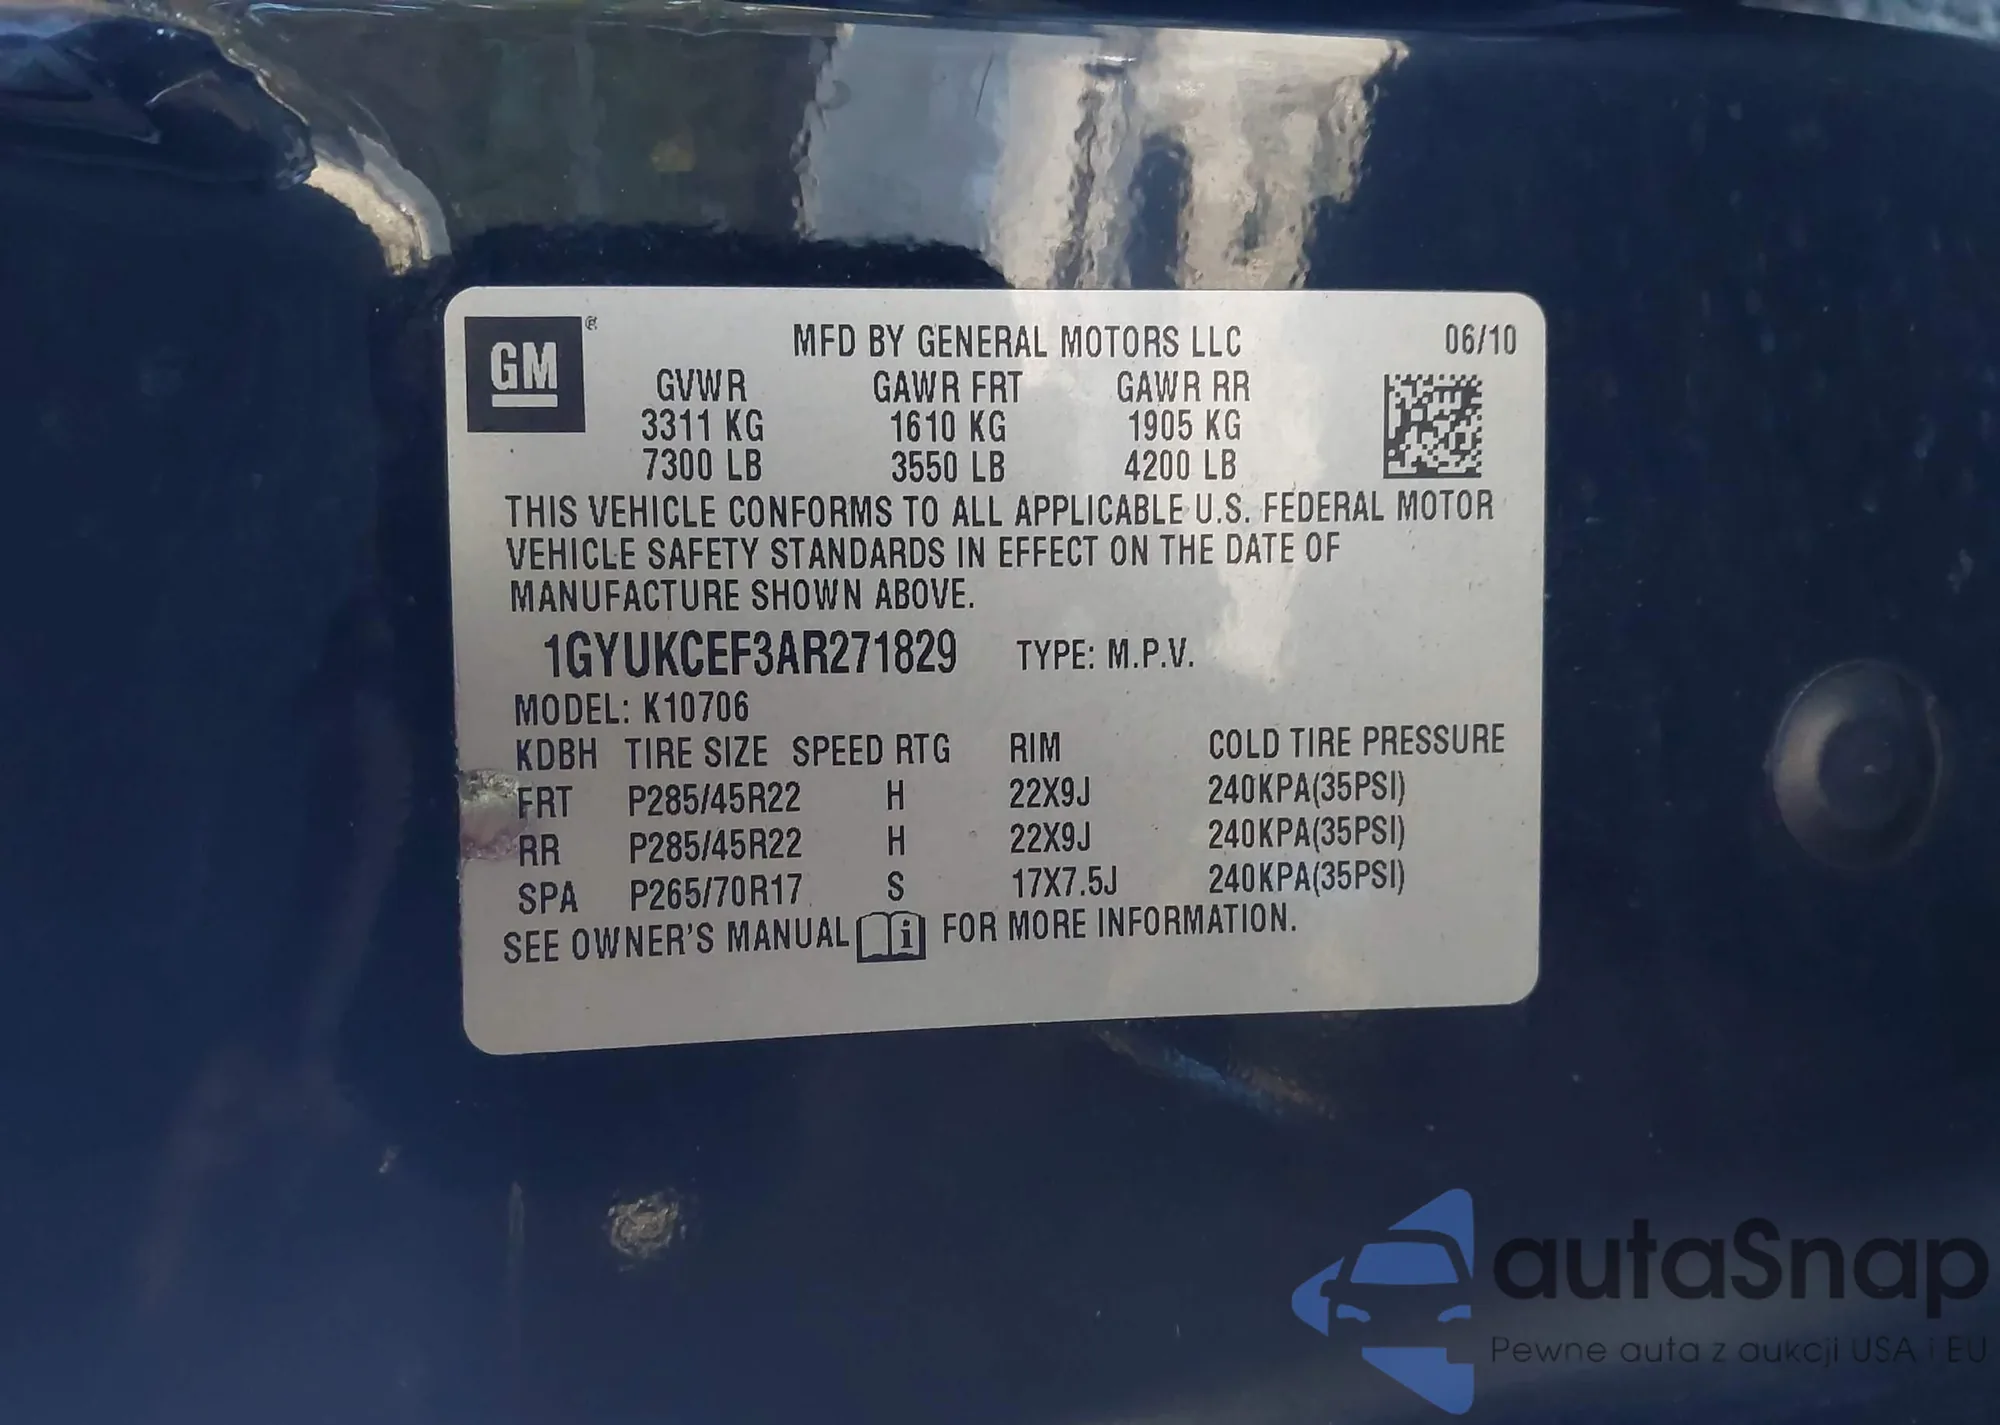 GM ®
MFD BY GENERAL MOTORS LLC 06/10
GVWR GAWR FRT GAWR RR
3311 KG 1610 KG 1905 KG
7300 LB 3550 LB 4200 LB
THIS VEHICLE CONFORMS TO ALL APPLICABLE U.S. FEDERAL MOTOR
VEHICLE SAFETY STANDARDS IN EFFECT ON THE DATE OF
MANUFACTURE SHOWN ABOVE.
1GYUKCEF3AR271829 TYPE: M.P.V.
MODEL: K10706
KDBH TIRE SIZE SPEED RTG RIM COLD TIRE PRESSURE
FRT P285/45R22 H 22X9J 240KPA(35PSI)
RR P285/45R22 H 22X9J 240KPA(35PSI)
SPA P265/70R17 S 17X7.5J 240KPA(35PSI)
SEE OWNER'S MANUAL i FOR MORE INFORMATION.
autaSnap
Pewne auta z aukcji USA i EU